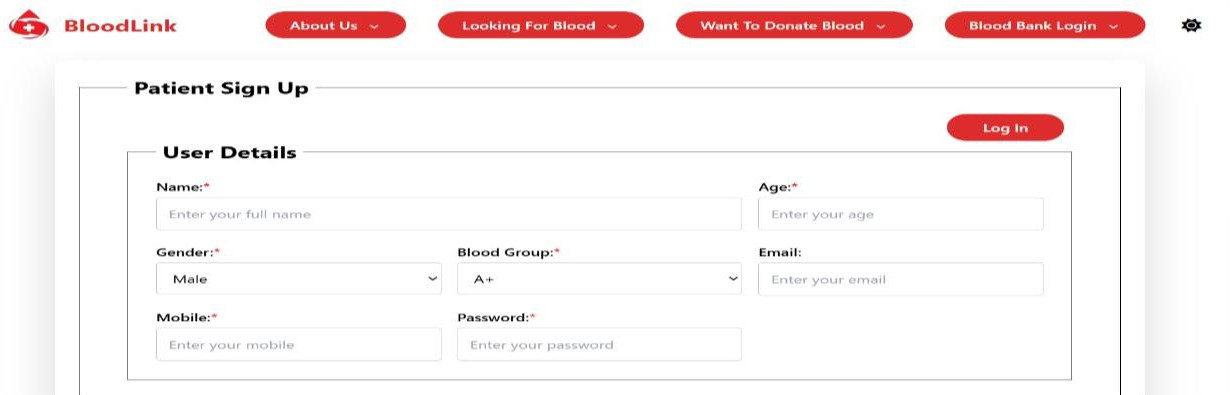 BloodLink About Us Looking For Blood Want To Donate Blood Blood Bank Login
Patient Sign Up
Log In
User Details
Name:* Age:*
Enter your full name Enter your age
Gender:* Blood Group:* Email:
Male A+ Enter your email
Mobile:* Password:*
Enter your mobile Enter your password